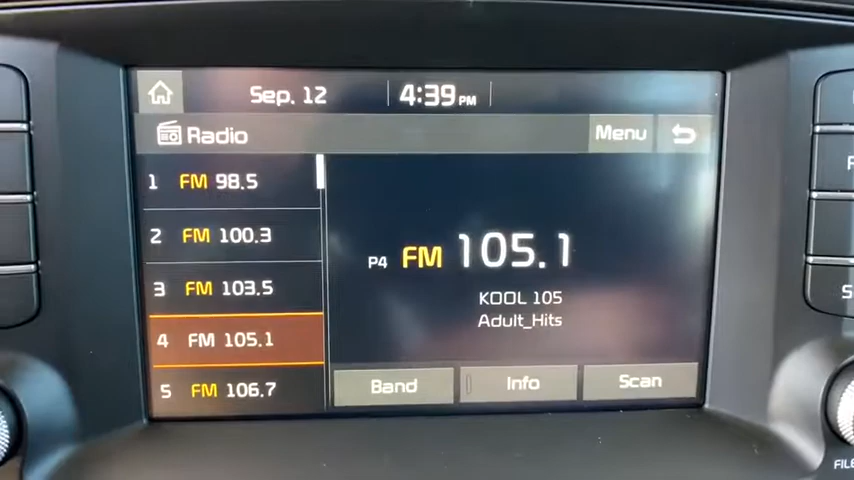 Sep. 12 4:39 PM
Radio Menu
1 FM 98.5
2 FM 100.3
3 FM 103.5
4 FM 105.1
5 FM 106.7
P4 FM 105.1
KOOL 105
Adult_Hits
Band Info Scan
FILE